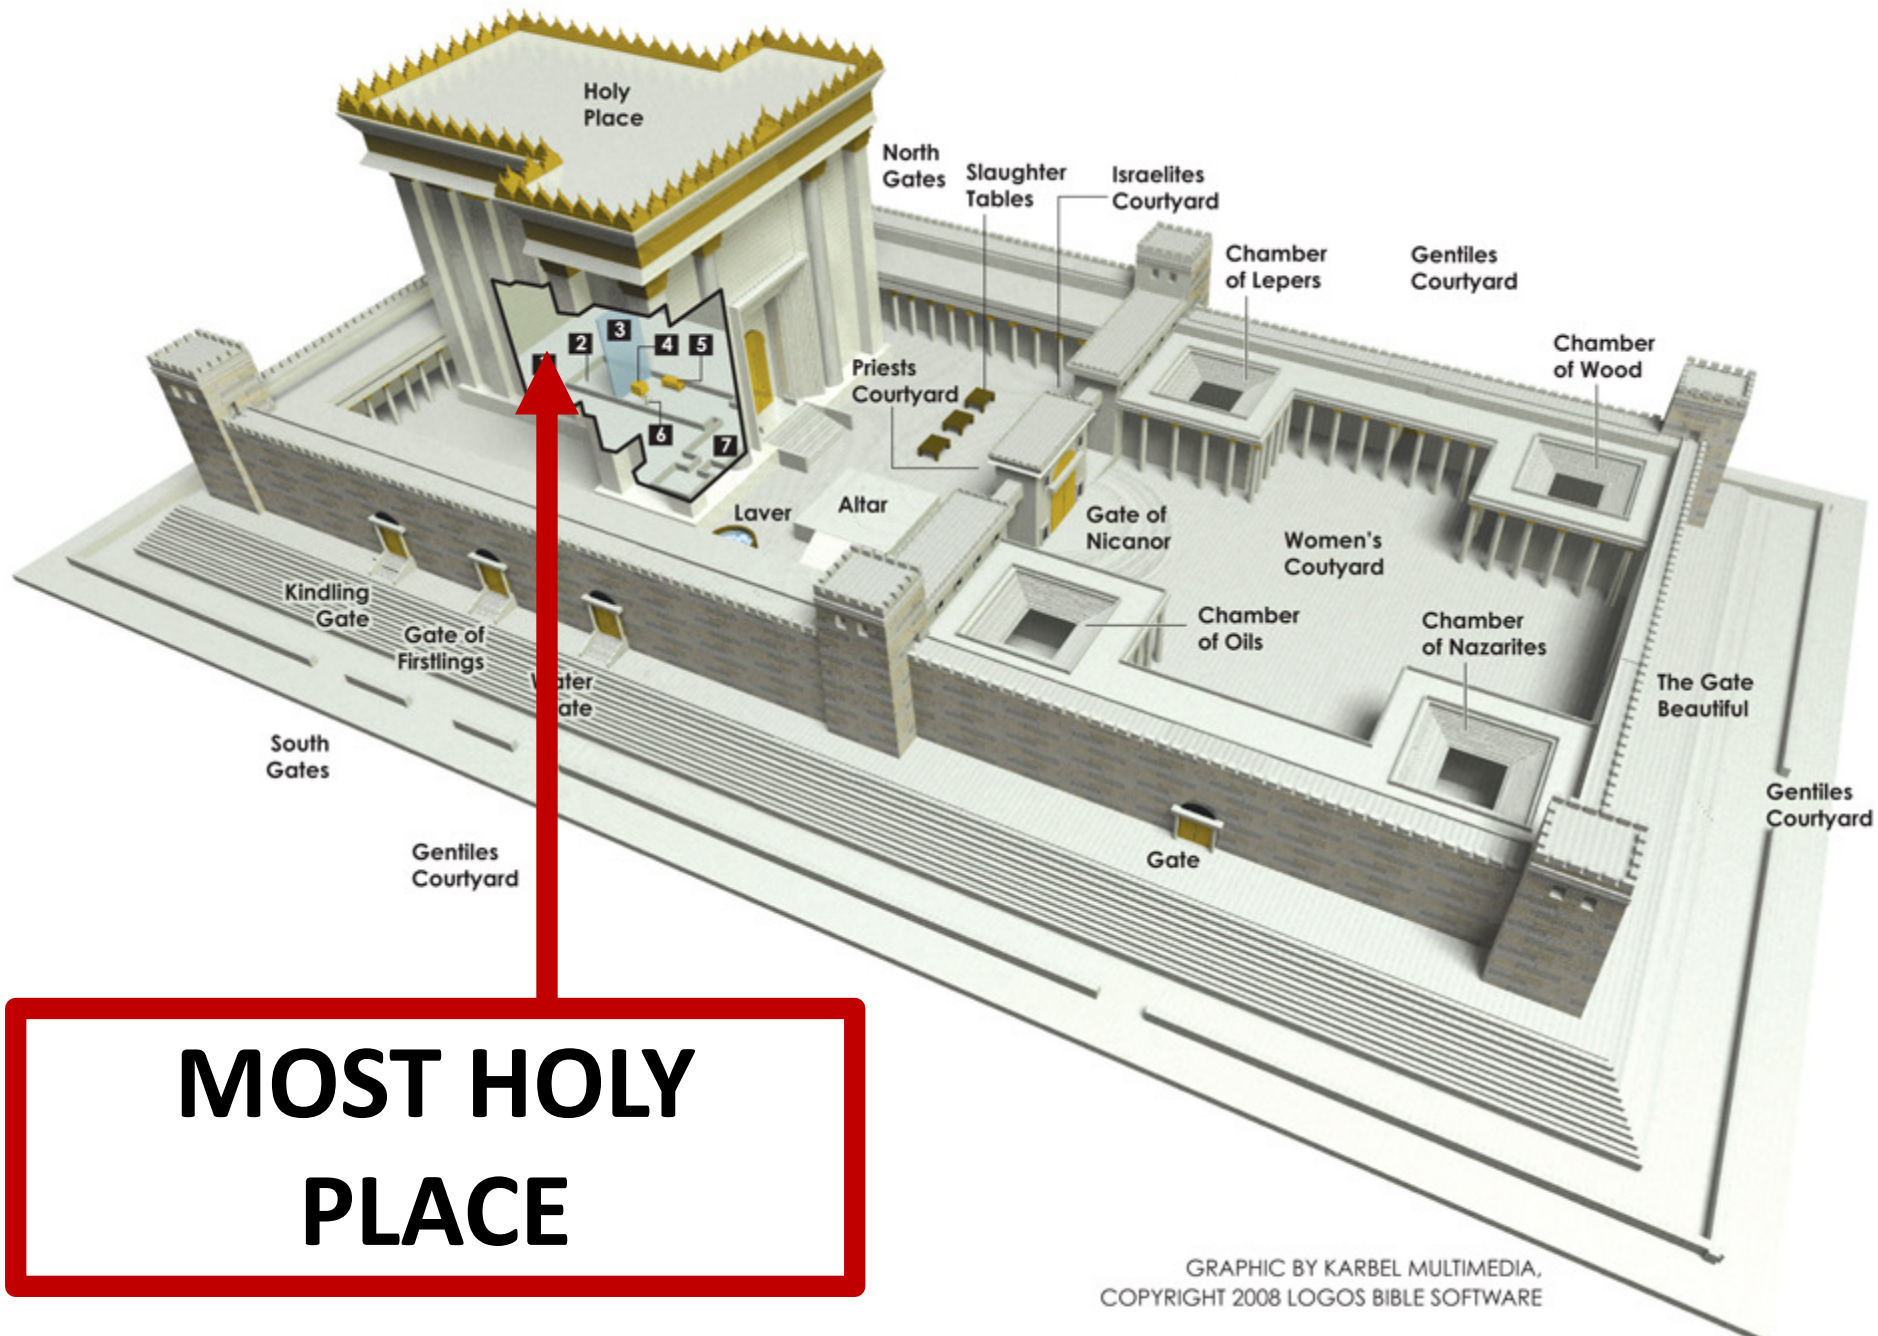 Holy
Place
North
Gates
Slaughter
Tables
Israelites
Courtyard
Chamber
of Lepers
Gentiles
Courtyard
Chamber
of Wood
2
3
4
5
6
7
Priests
Courtyard
Laver
Altar
Gate of
Nicanor
Women's
Coutyard
Kindling
Gate
Gate of
Firstlings
Chamber
of Oils
Chamber
of Nazarites
The Gate
Beautiful
South
Gates
Gentiles
Courtyard
Gate
Gentiles
Courtyard
MOST HOLY
PLACE
GRAPHIC BY KARBEL MULTIMEDIA,
COPYRIGHT 2008 LOGOS BIBLE SOFTWARE